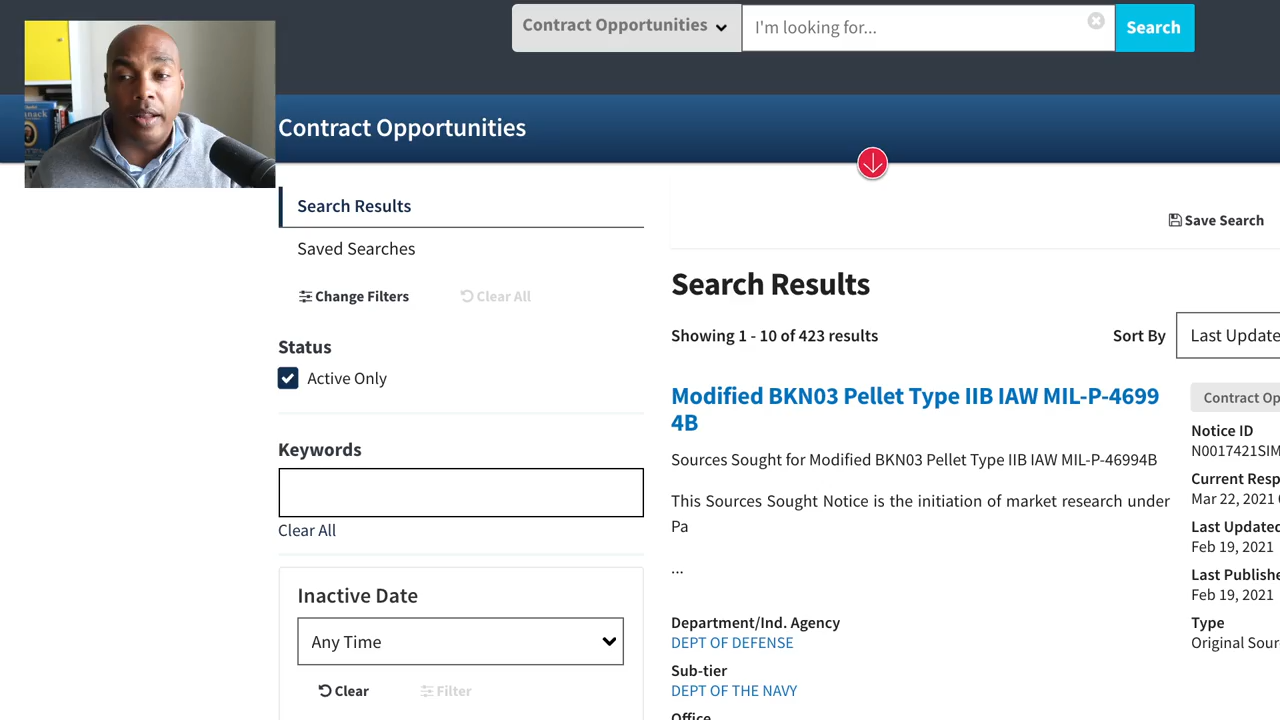 Contract Opportunities
I'm looking for...
Search
Contract Opportunities
Search Results
Saved Searches
Change Filters
Clear All
Status
Active Only
Keywords
Clear All
Inactive Date
Any Time
Clear
Filter
Save Search
Search Results
Showing 1 - 10 of 423 results
Sort By
Last Update
Modified BKN03 Pellet Type IIB IAW MIL-P-4699
4B
Sources Sought for Modified BKN03 Pellet Type IIB IAW MIL-P-46994B
This Sources Sought Notice is the initiation of market research under
Pa
...
Department/Ind. Agency
DEPT OF DEFENSE
Sub-tier
DEPT OF THE NAVY
Office
Contract Op
Notice ID
N0017421SIM
Current Resp
Mar 22, 2021
Last Updated
Feb 19, 2021
Last Publishe
Feb 19, 2021
Type
Original Sour